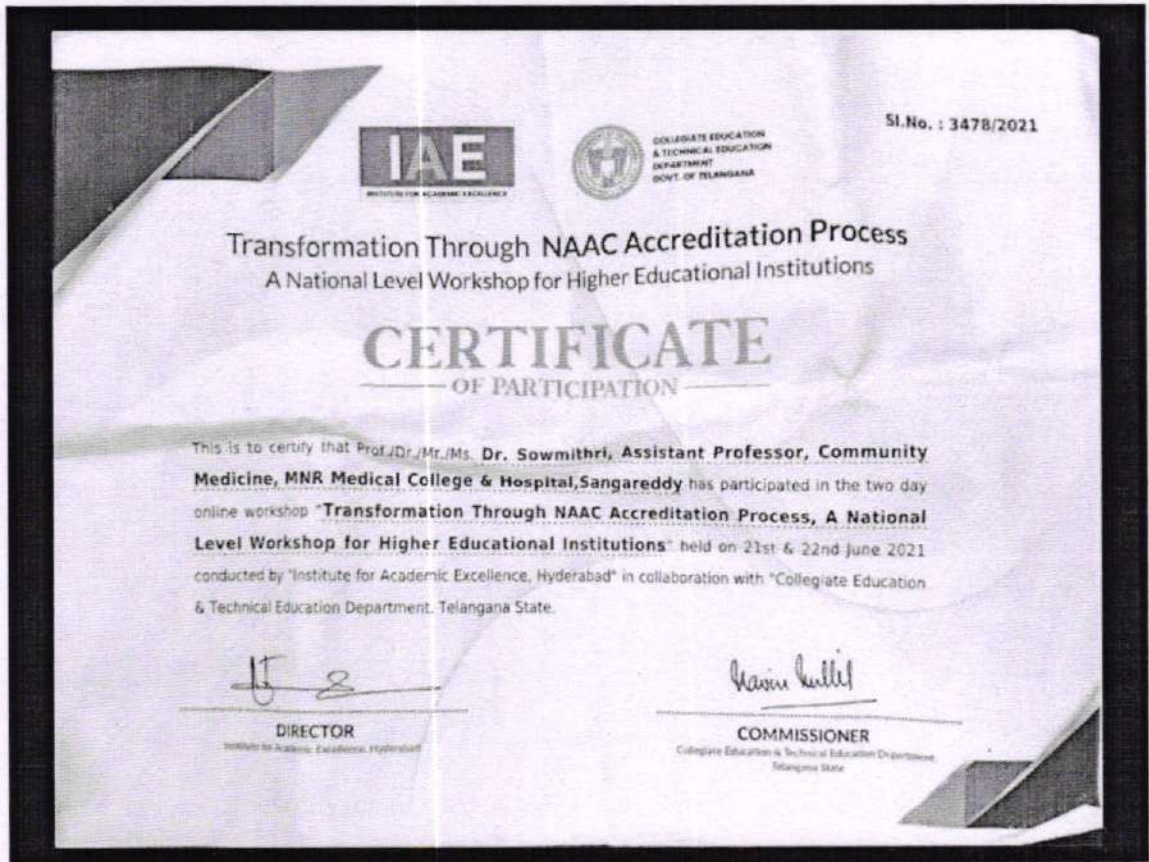 SI.No. : 3478/2021
IAE
INSTITUTE FOR ACADEMIC EXCELLENCE
COLLEGIATE EDUCATION
& TECHNICAL EDUCATION
DEPARTMENT
GOVT. OF TELANGANA
Transformation Through NAAC Accreditation Process
A National Level Workshop for Higher Educational Institutions
CERTIFICATE
OF PARTICIPATION
This is to certify that Prof./Dr./Mr./Ms. Dr. Sowmithri, Assistant Professor, Community
Medicine, MNR Medical College & Hospital,Sangareddy has participated in the two day
online workshop "Transformation Through NAAC Accreditation Process, A National
Level Workshop for Higher Educational Institutions" held on 21st & 22nd June 2021
conducted by "Institute for Academic Excellence, Hyderabad" in collaboration with "Collegiate Education
& Technical Education Department. Telangana State.
DIRECTOR
Institute for Academic Excellence, Hyderabad
COMMISSIONER
Collegiate Education & Technical Education Department
Telangana State